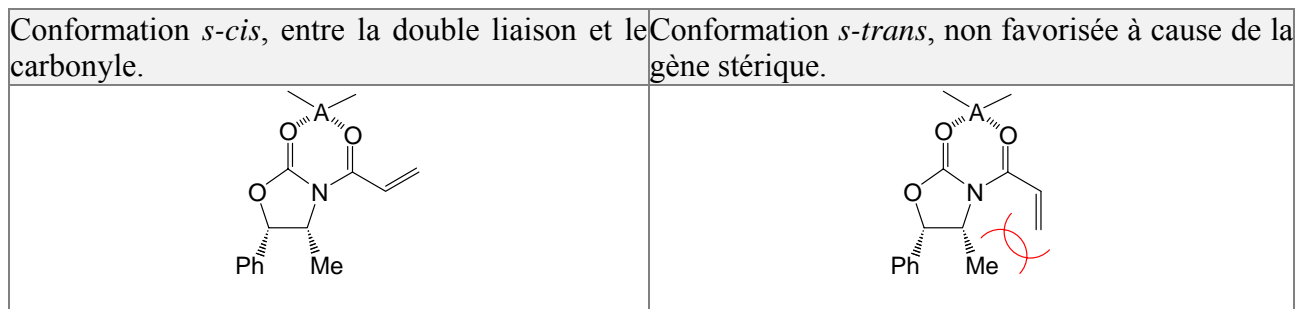 Conformation s-cis, entre la double liaison et le
carbonyle.
Conformation s-trans, non favorisée à cause de la
gène stérique.
A
O O
O N
Ph Me
A
O O
O N
Ph Me